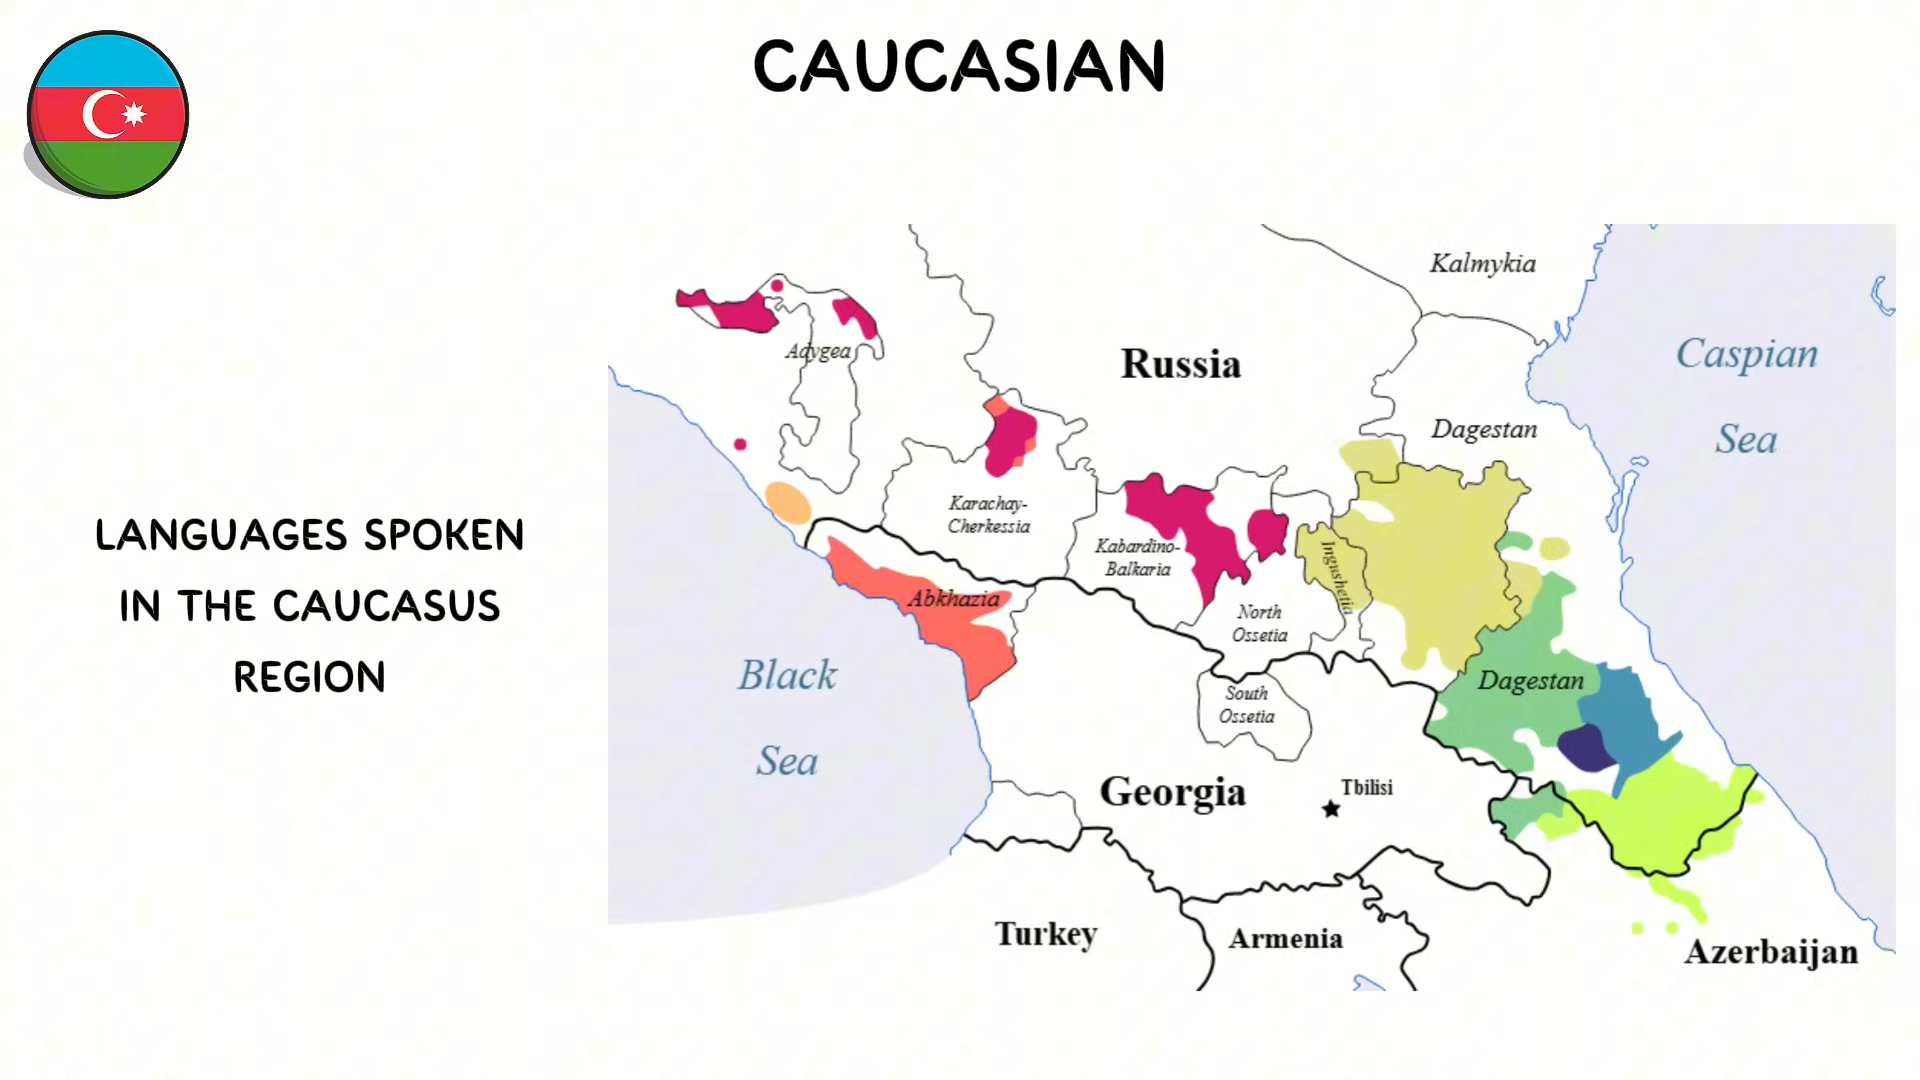 CAUCASIAN
LANGUAGES SPOKEN
IN THE CAUCASUS
REGION
Kalmykia
Adygea
Russia
Caspian
Sea
Dagestan
Karachay-
Cherkessia
Kabardino-
Balkaria
Ingushetia
Abkhazia
North
Ossetia
Black
Sea
South
Ossetia
Dagestan
Georgia
Tbilisi
Turkey
Armenia
Azerbaijan